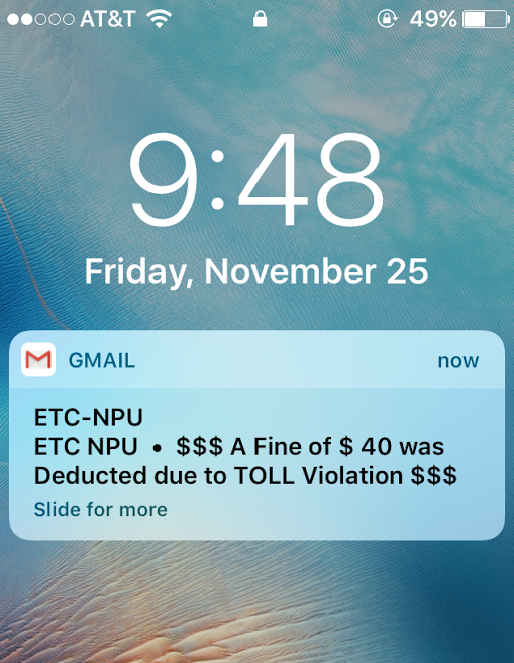 AT&T 49%
9:48
Friday, November 25
GMAIL now
ETC-NPU
ETC NPU • $$$ A Fine of $ 40 was
Deducted due to TOLL Violation $$$
Slide for more